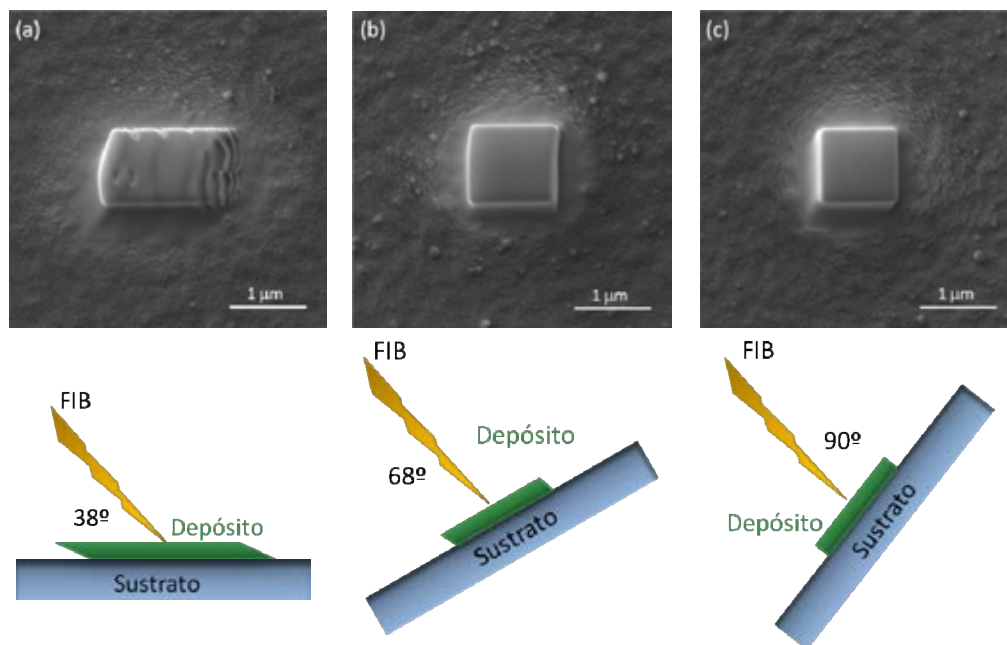 (a)
(b)
(c)
1 µm
1 µm
1 µm
FIB
38º
Depósito
Sustrato
FIB
Depósito
68º
Sustrato
FIB
90º
Depósito
Sustrato